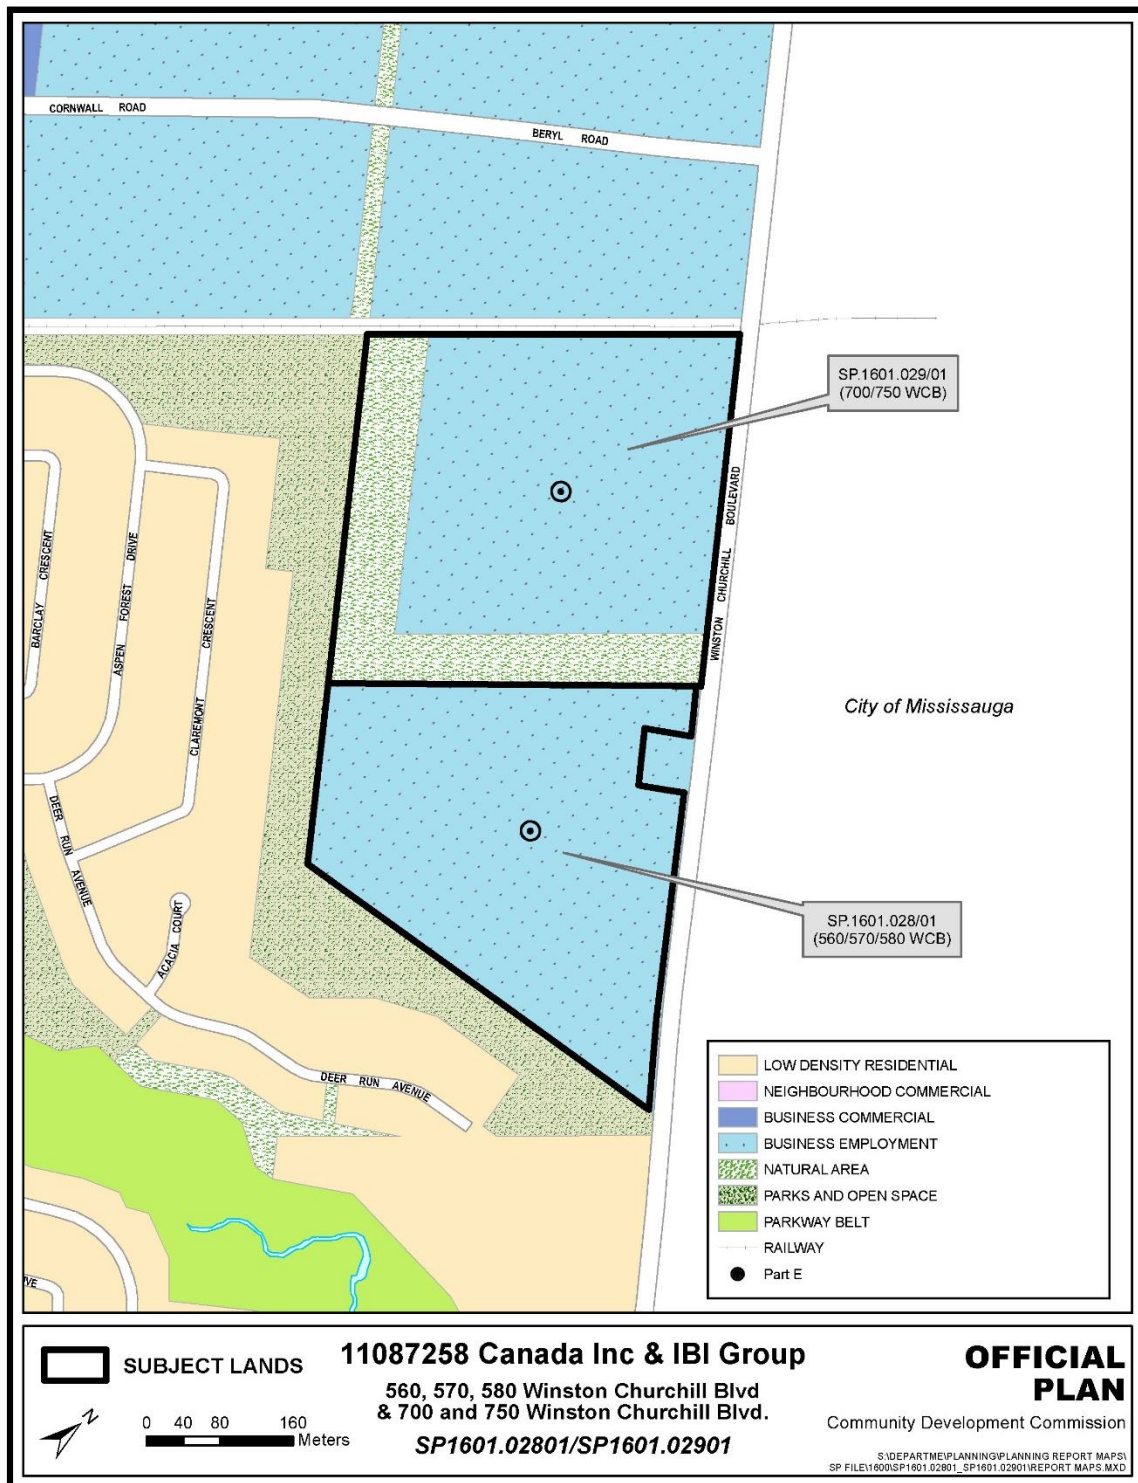 CORNWALL ROAD
BERYL ROAD
SP.1601.029/01
(700/750 WCB)
WINSTON CHURCHILL BOULEVARD
BARCLAY CRESCENT
ASPEN FOREST DRIVE
CLAREMONT CRESCENT
City of Mississauga
DEER RUN AVENUE
ACACIA COURT
SP.1601.028/01
(560/570/580 WCB)
DEER RUN AVENUE
IVE
LOW DENSITY RESIDENTIAL
NEIGHBOURHOOD COMMERCIAL
BUSINESS COMMERCIAL
BUSINESS EMPLOYMENT
NATURAL AREA
PARKS AND OPEN SPACE
PARKWAY BELT
RAILWAY
Part E
SUBJECT LANDS
N
0 40 80 160
Meters
11087258 Canada Inc & IBI Group
560, 570, 580 Winston Churchill Blvd
& 700 and 750 Winston Churchill Blvd.
SP1601.02801/SP1601.02901
OFFICIAL
PLAN
Community Development Commission
S:\DEPARTME\PLANNING\PLANNING REPORT MAPS\
SP FILE\1600\SP1601.02801_SP1601.02901\REPORT MAPS.MXD